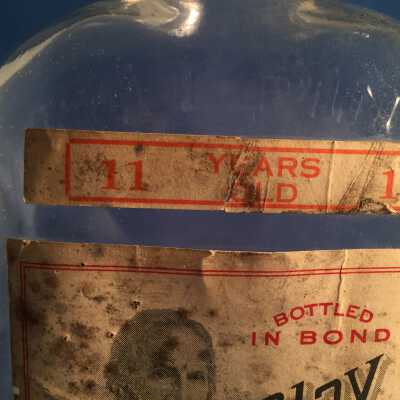 11 YEARS OLD 1
BOTTLED
IN BOND